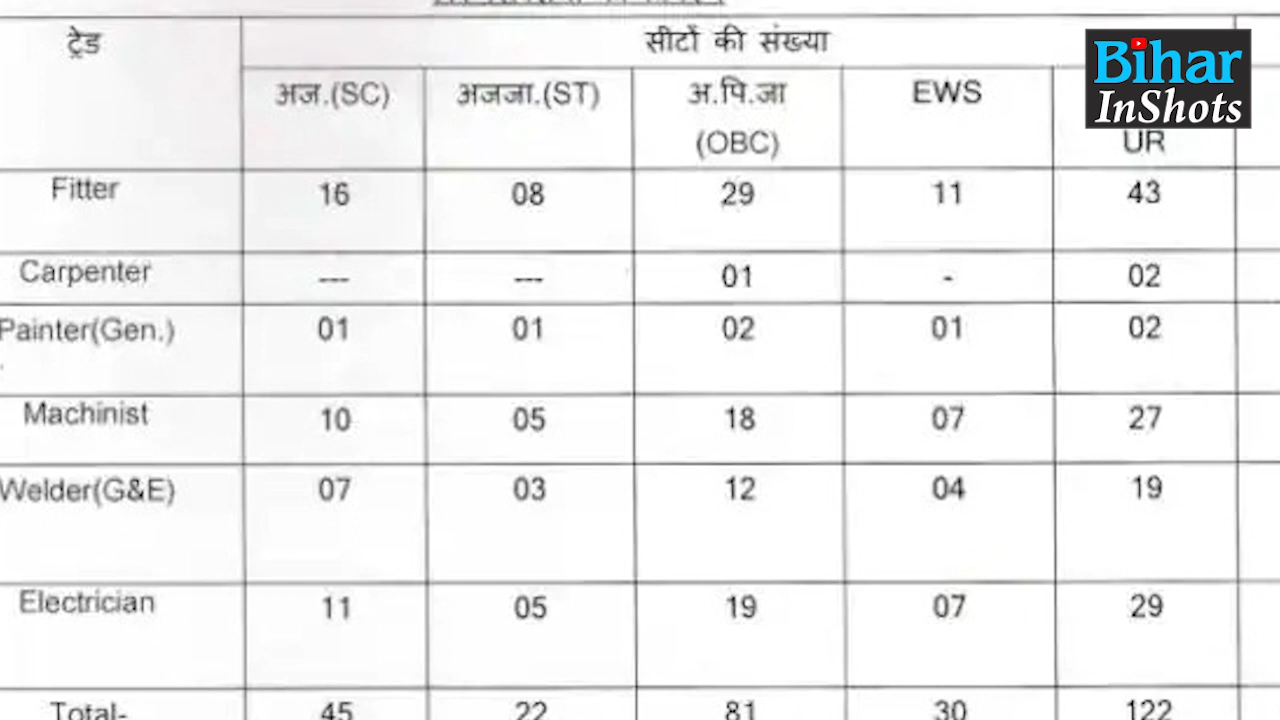 ट्रेड सीटों की संख्या
अज.(SC) अजजा.(ST) अ.पि.जा (OBC) EWS UR
Fitter 16 08 29 11 43
Carpenter --- --- 01 - 02
Painter(Gen.) 01 01 02 01 02
Machinist 10 05 18 07 27
Welder(G&E) 07 03 12 04 19
Electrician 11 05 19 07 29
Total- 45 22 81 30 122
Bihar
InShots